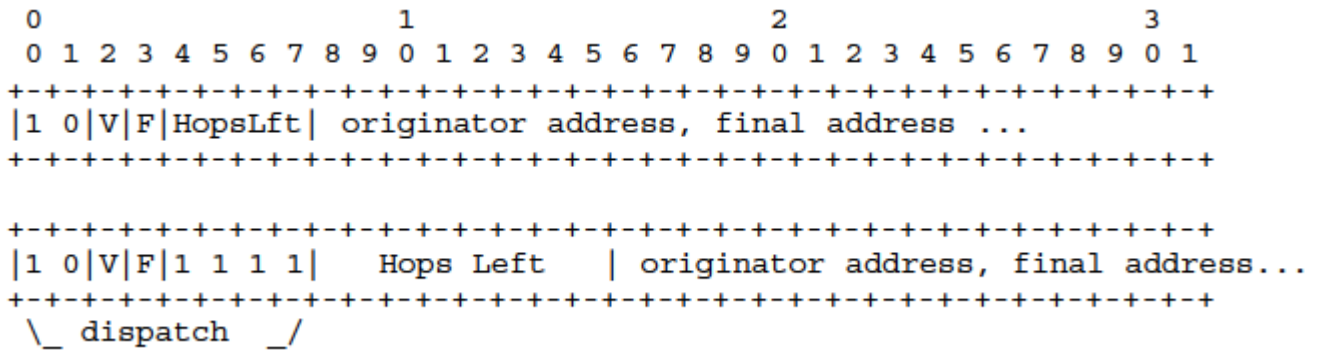 0                   1                   2                   3
 0 1 2 3 4 5 6 7 8 9 0 1 2 3 4 5 6 7 8 9 0 1 2 3 4 5 6 7 8 9 0 1
+-+-+-+-+-+-+-+-+-+-+-+-+-+-+-+-+-+-+-+-+-+-+-+-+-+-+-+-+-+-+-+-+
|1 0|V|F|HopsLft| originator address, final address ...
+-+-+-+-+-+-+-+-+-+-+-+-+-+-+-+-+-+-+-+-+-+-+-+-+-+-+-+-+-+-+-+-+
+-+-+-+-+-+-+-+-+-+-+-+-+-+-+-+-+-+-+-+-+-+-+-+-+-+-+-+-+-+-+-+-+
|1 0|V|F|1 1 1 1|   Hops Left   | originator address, final address...
+-+-+-+-+-+-+-+-+-+-+-+-+-+-+-+-+-+-+-+-+-+-+-+-+-+-+-+-+-+-+-+-+
 \_ dispatch  _/